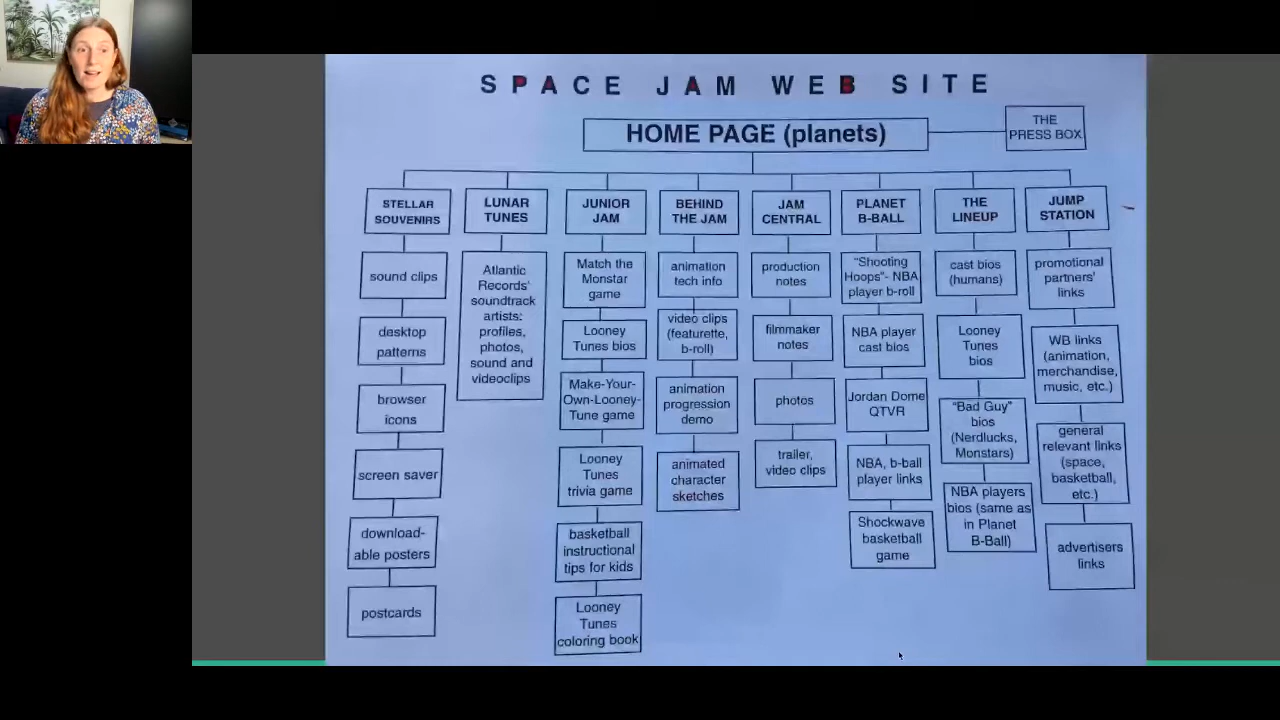 SPACE JAM WEB SITE
HOME PAGE (planets)
THE
PRESS BOX
STELLAR
SOUVENIRS
sound clips
desktop
patterns
browser
icons
screen saver
download-
able posters
postcards
LUNAR
TUNES
Atlantic
Records'
soundtrack
artists:
profiles,
photos,
sound and
videoclips
JUNIOR
JAM
Match the
Monstar
game
Looney
Tunes bios
Make-Your-
Own-Looney-
Tune game
Looney
Tunes
trivia game
basketball
instructional
tips for kids
Looney
Tunes
coloring book
BEHIND
THE JAM
animation
tech info
video clips
(featurette,
b-roll)
animation
progression
demo
animated
character
sketches
JAM
CENTRAL
production
notes
filmmaker
notes
photos
trailer,
video clips
PLANET
B-BALL
"Shooting
Hoops"- NBA
player b-roll
NBA player
cast bios
Jordan Dome
QTVR
NBA, b-ball
player links
Shockwave
basketball
game
THE
LINEUP
cast bios
(humans)
Looney
Tunes
bios
"Bad Guy"
bios
(Nerdlucks,
Monstars)
NBA players
bios (same as
in Planet
B-Ball)
JUMP
STATION
promotional
partners'
links
WB links
(animation,
merchandise,
music, etc.)
general
relevant links
(space,
basketball,
etc.)
advertisers
links